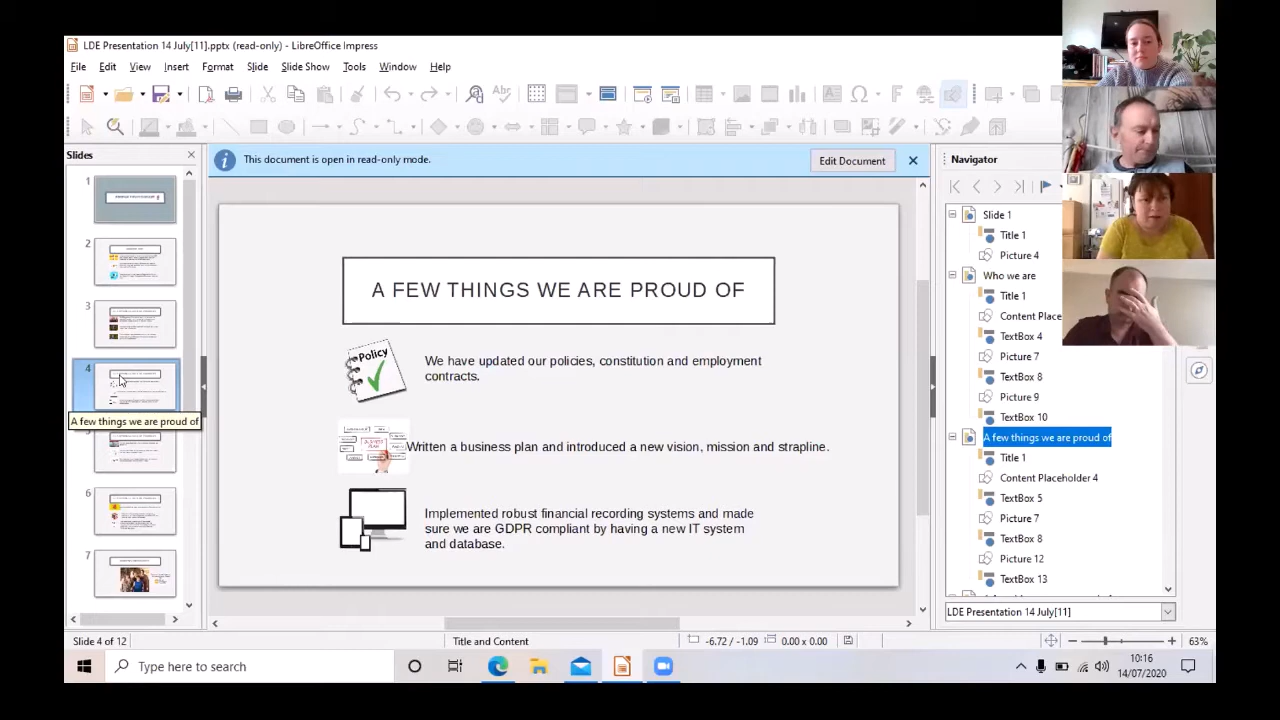 LDE Presentation 14 July[11].pptx (read-only) - LibreOffice Impress
File Edit View Insert Format Slide Slide Show Tools Window Help
Slides
This document is open in read-only mode.
Edit Document
Navigator
1
2
3
4
A few things we are proud of
6
7
A FEW THINGS WE ARE PROUD OF
Policy
We have updated our policies, constitution and employment
contracts.
BUSINESS PLAN
Written a business plan and introduced a new vision, mission and strapline.
Implemented robust financial recording systems and made
sure we are GDPR compliant by having a new IT system
and database.
Slide 1
Title 1
Picture 4
Who we are
Title 1
Content Place
TextBox 4
Picture 7
TextBox 8
Picture 9
TextBox 10
A few things we are proud of
Title 1
Content Placeholder 4
TextBox 5
Picture 7
TextBox 8
Picture 12
TextBox 13
LDE Presentation 14 July[11]
Slide 4 of 12
Title and Content
-6.72 / -1.09
0.00 x 0.00
63%
Type here to search
10:16
14/07/2020